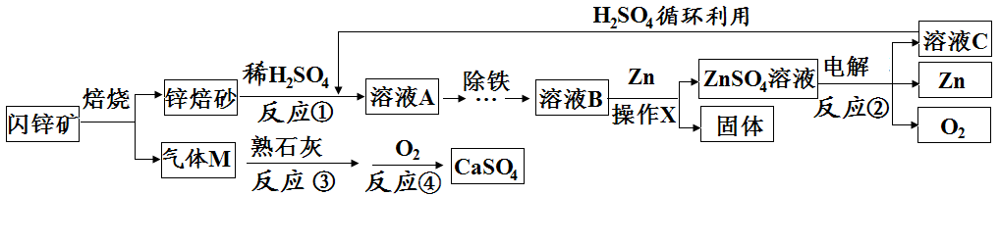 H₂SO₄循环利用
闪锌矿 焙烧 锌焙砂 稀H₂SO₄ 反应① 溶液A 除铁 … 溶液B Zn 操作X ZnSO₄溶液 电解 反应② 溶液C
Zn
固体
O₂
气体M 熟石灰 反应③ O₂ 反应④ CaSO₄